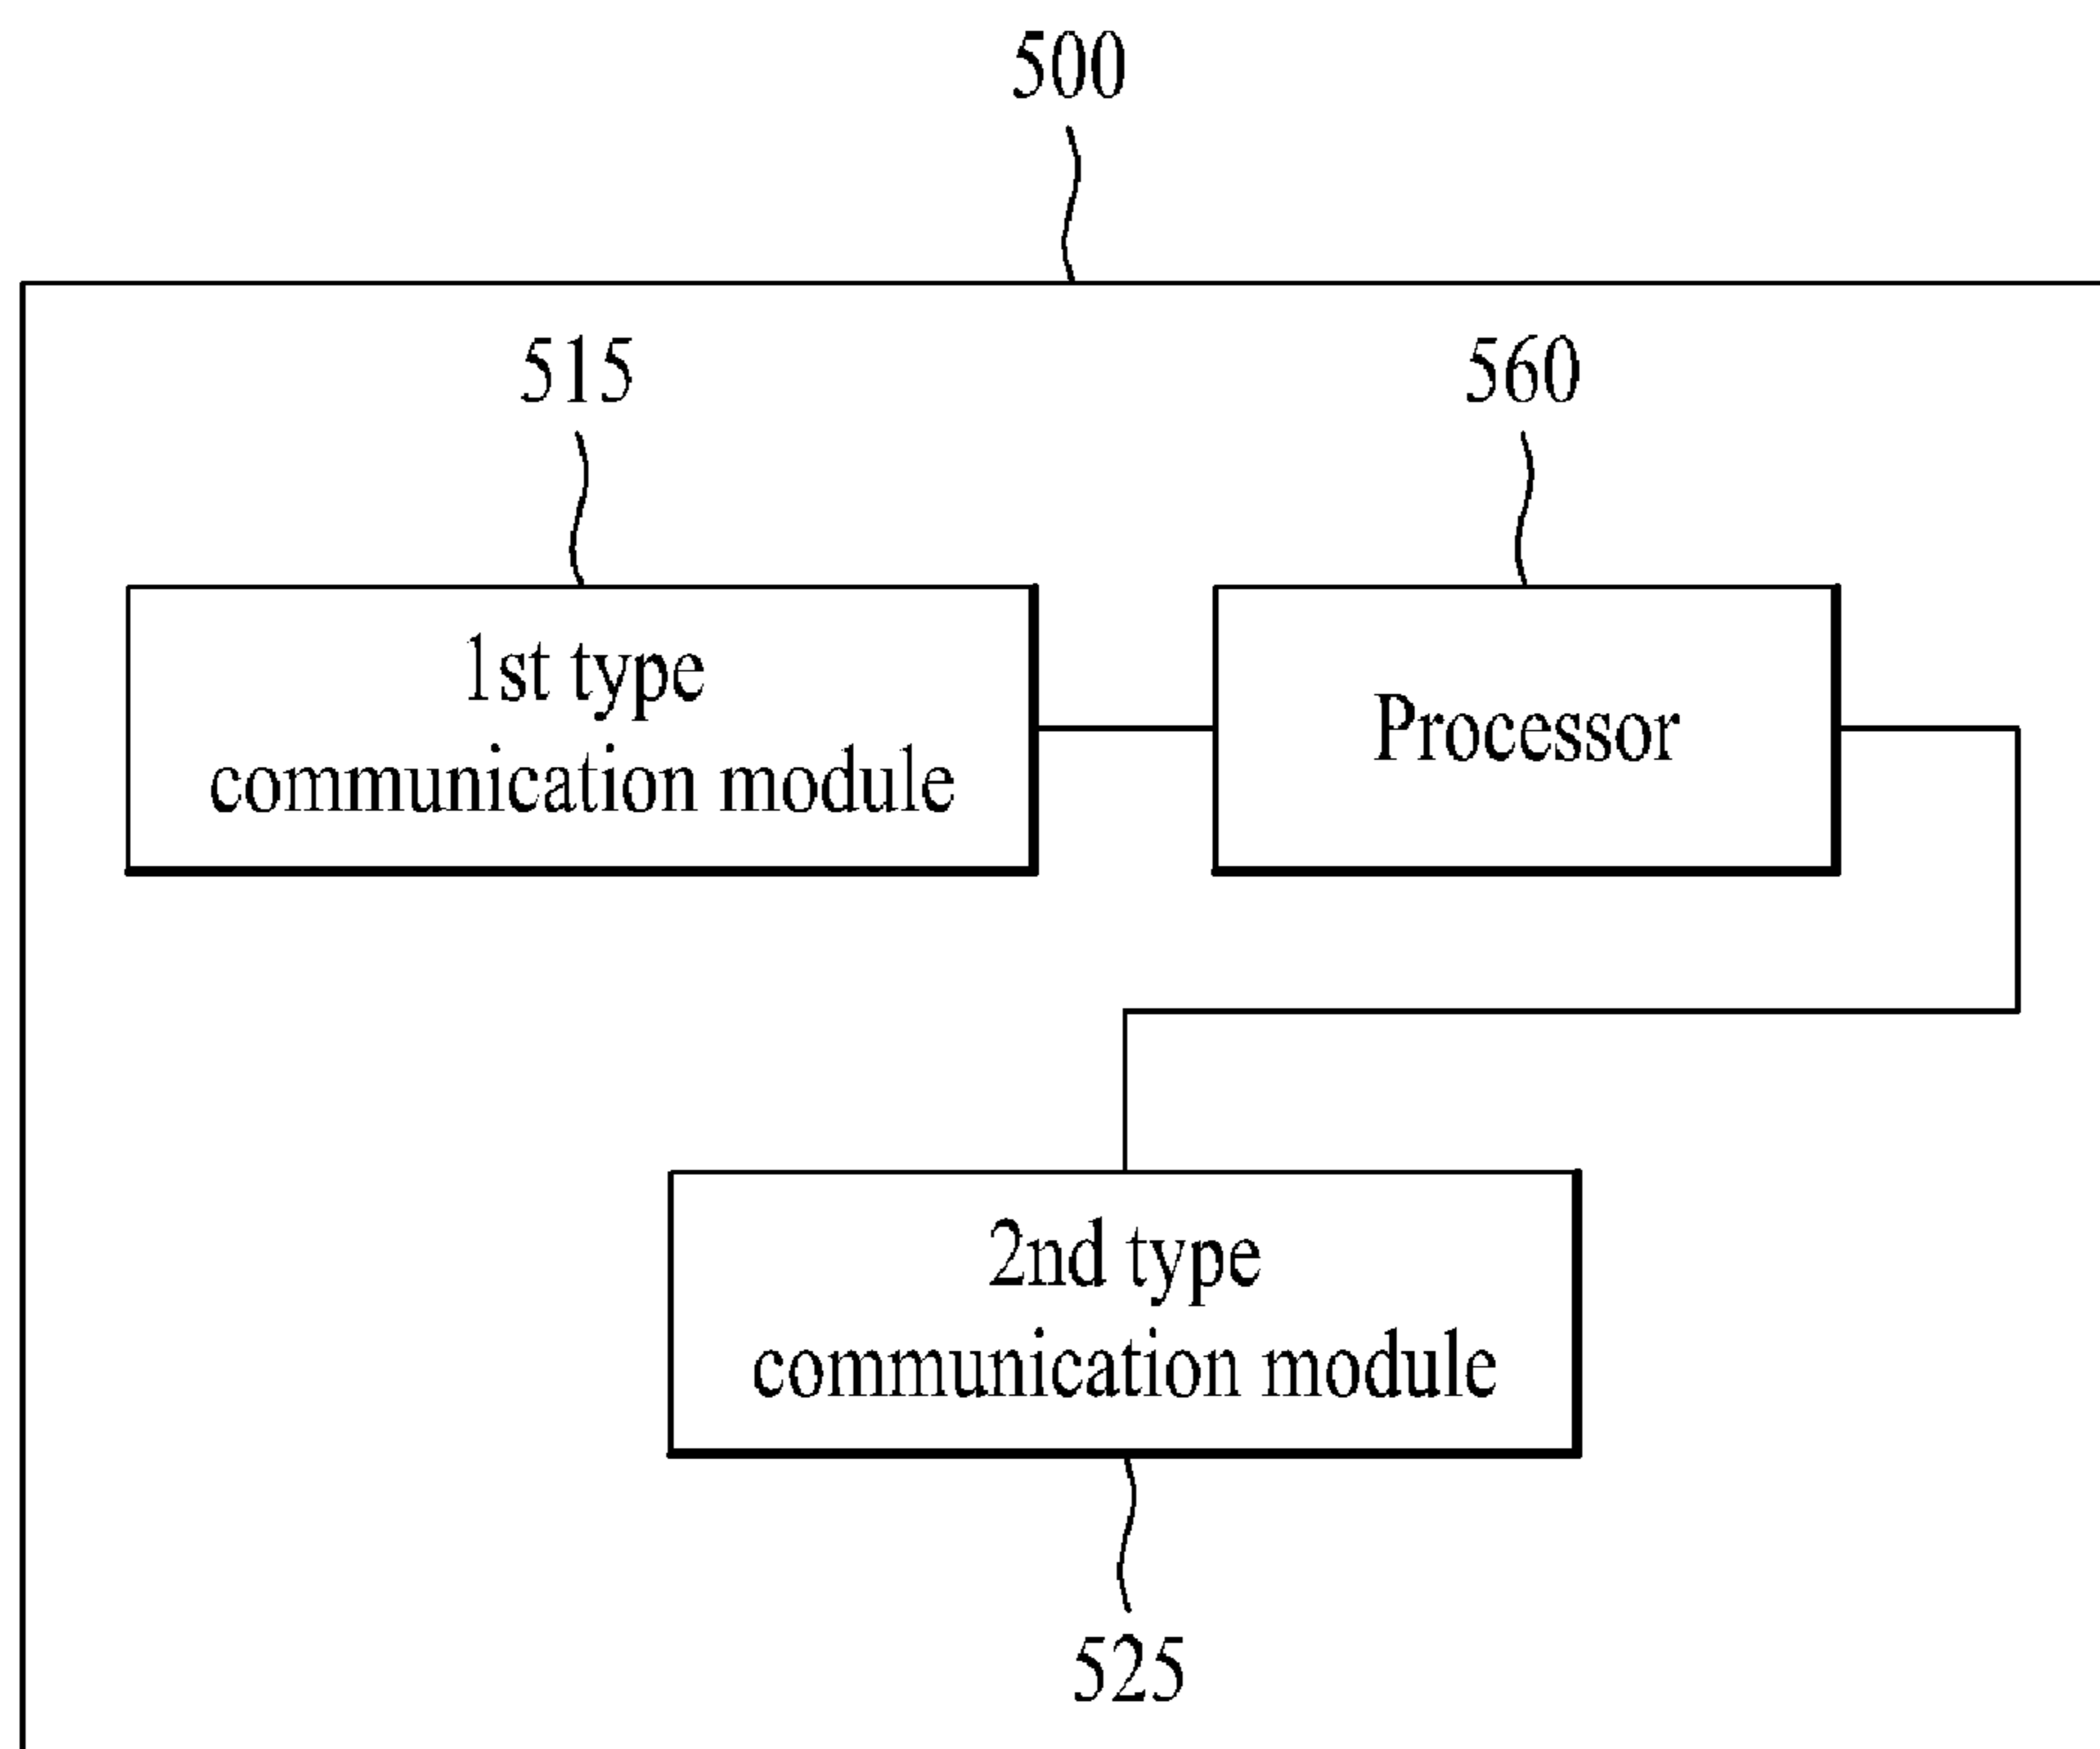 500
515
560
1st type
communication module
Processor
2nd type
communication module
525